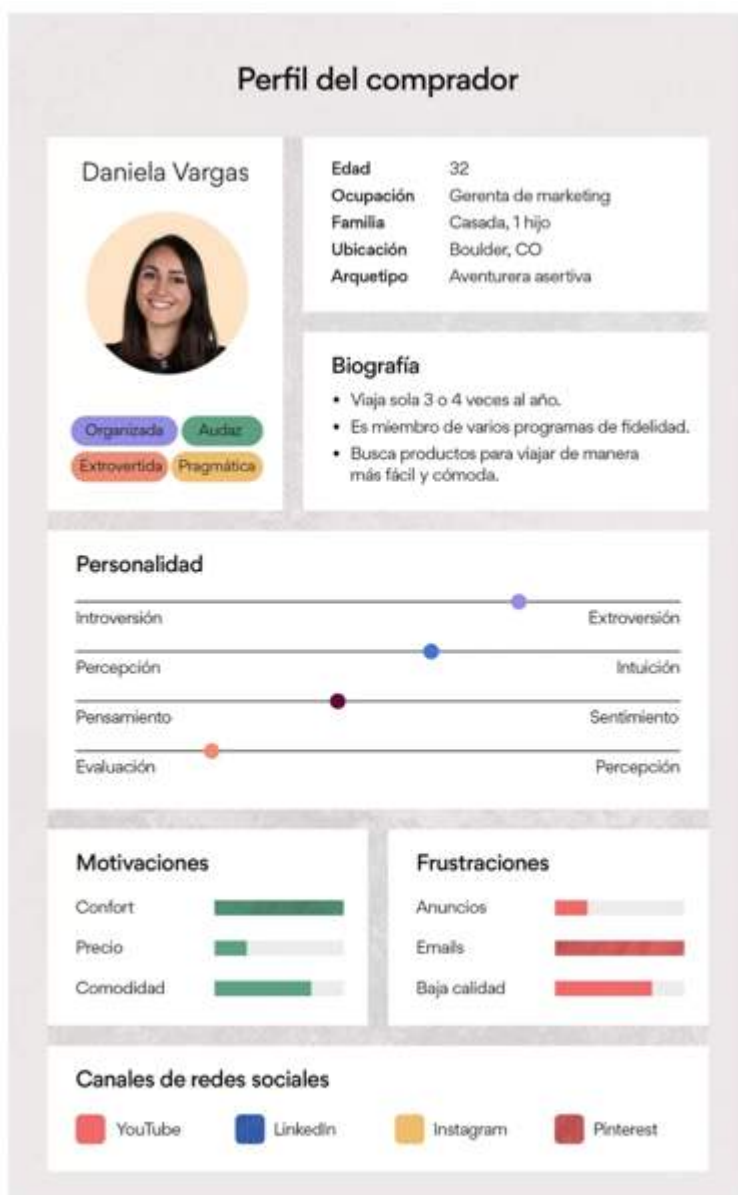 Perfil del comprador
Daniela Vargas
Organizada Audaz
Extrovertida Pragmática
Edad 32
Ocupación Gerenta de marketing
Familia Casada, 1 hijo
Ubicación Boulder, CO
Arquetipo Aventurera asertiva
Biografía
• Viaja sola 3 o 4 veces al año.
• Es miembro de varios programas de fidelidad.
• Busca productos para viajar de manera
más fácil y cómoda.
Personalidad
Introversión Extroversión
Percepción Intuición
Pensamiento Sentimiento
Evaluación Percepción
Motivaciones
Confort
Precio
Comodidad
Frustraciones
Anuncios
Emails
Baja calidad
Canales de redes sociales
YouTube LinkedIn Instagram Pinterest